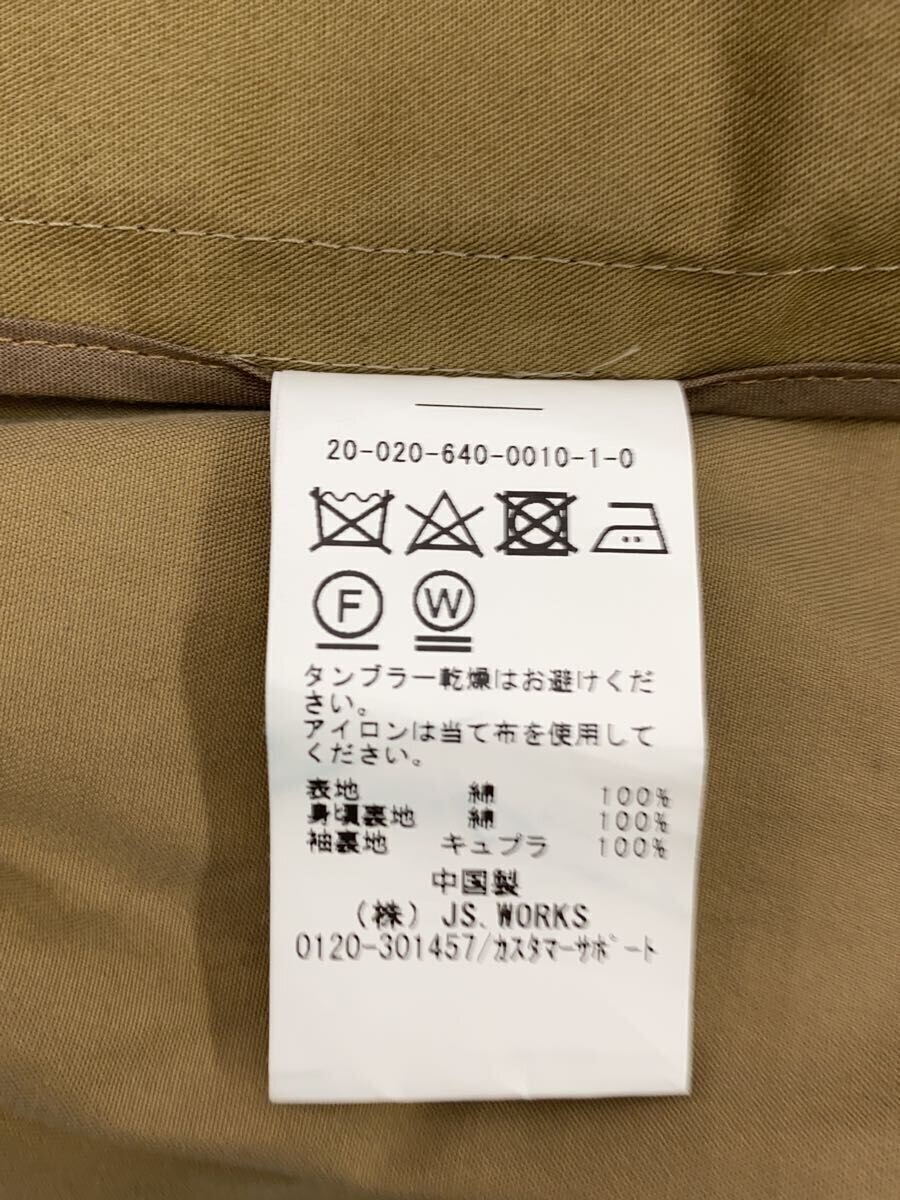 20-020-640-0010-1-0
F W
タンブラー乾燥はお避けくだ
さい。
アイロンは当て布を使用して
ください。
表地 綿 100%
身頃裏地 綿 100%
袖裏地 キュプラ 100%
中国製
(株) JS.WORKS
0120-301457/カスタマーサポート